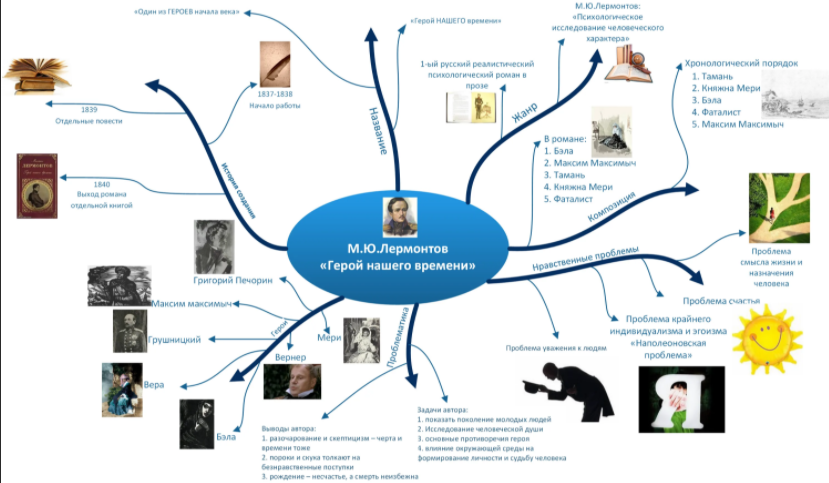 «Один из ГЕРОЕВ начала века»
«Герой НАШЕГО времени»
Название
М.Ю.Лермонтов:
«Психологическое
исследование человеческого
характера»
1-ый русский реалистический
психологический роман в
прозе
Жанр
Хронологический порядок
1. Тамань
2. Княжна Мери
3. Бэла
4. Фаталист
5. Максим Максимыч
В романе:
1. Бэла
2. Максим Максимыч
3. Тамань
4. Княжна Мери
5. Фаталист
Композиция
1837-1838
Начало работы
1839
Отдельные повести
1840
Выход романа
отдельной книгой
История создания
ЛЕРМОНТОВ
М.Ю.Лермонтов
«Герой нашего времени»
Нравственные проблемы
Проблема
смысла жизни и
назначения
человека
Проблема счастья
Проблема крайнего
индивидуализма и эгоизма
«Наполеоновская
проблема»
Проблема уважения к людям
Я
Герои
Григорий Печорин
Максим максимыч
Грушницкий
Вера
Бэла
Вернер
Мери
Проблематика
Выводы автора:
1. разочарование и скептицизм – черта и
времени тоже
2. пороки и скука толкают на
безнравственные поступки
3. рождение – несчастье, а смерть неизбежна
Задачи автора:
1. показать поколение молодых людей
2. Исследование человеческой души
3. основные противоречия героя
4. влияние окружающей среды на
формирование личности и судьбу человека